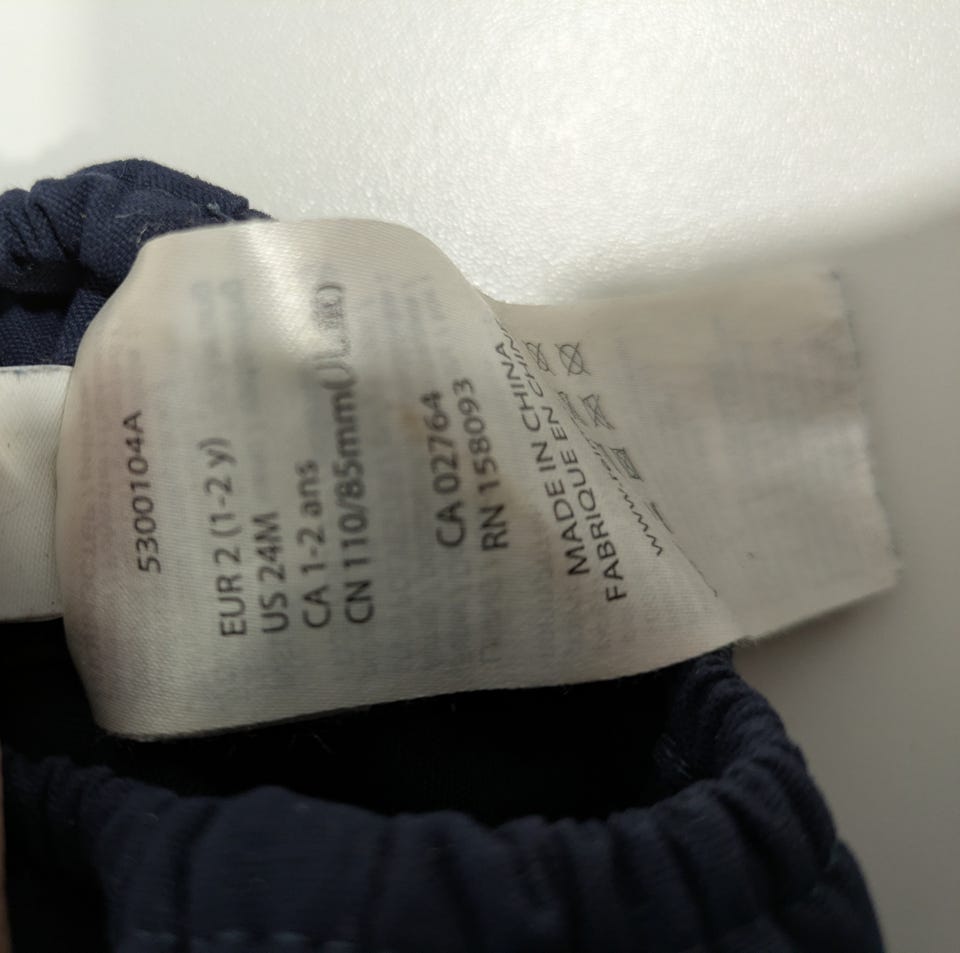 5300104A
EUR 2 (1-2 y)
US 24M
CA 1-2 ans
CN 110/85mm
CA 02764
RN 158093
MADE IN CHINA
FABRIQUE EN CHINE